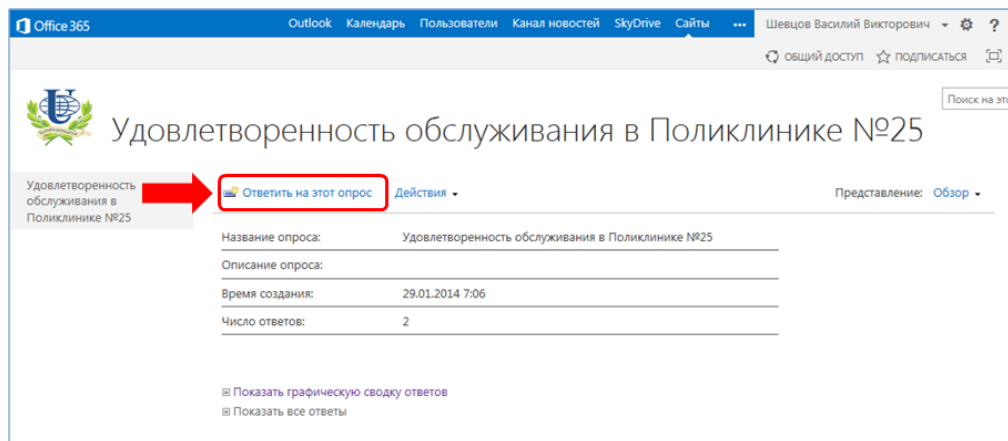 Office 365 Outlook Календарь Пользователи Канал новостей SkyDrive Сайты ... Шевцов Василий Викторович ?
ОБЩИЙ ДОСТУП ПОДПИСАТЬСЯ
Поиск на это
Удовлетворенность обслуживания в Поликлинике №25
Удовлетворенность
обслуживания в
Поликлинике №25
Ответить на этот опрос Действия Представление: Обзор
Название опроса: Удовлетворенность обслуживания в Поликлинике №25
Описание опроса:
Время создания: 29.01.2014 7:06
Число ответов: 2
Показать графическую сводку ответов
Показать все ответы